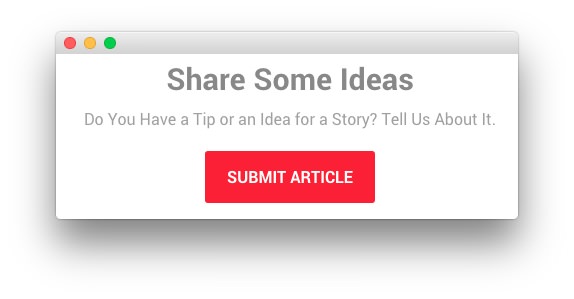 Share Some Ideas
Do You Have a Tip or an Idea for a Story? Tell Us About It.
SUBMIT ARTICLE